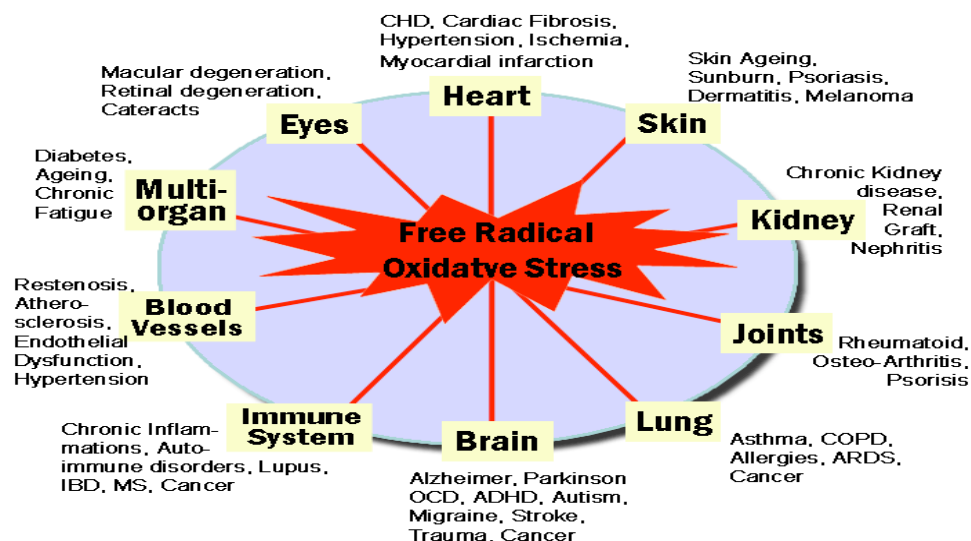 CHD, Cardiac Fibrosis,
Hypertension, Ischemia,
Myocardial infarction
Heart
Skin Ageing,
Sunburn, Psoriasis,
Dermatitis, Melanoma
Skin
Macular degeneration,
Retinal degeneration,
Cateracts
Eyes
Diabetes,
Ageing,
Chronic
Fatigue
Multi-
organ
Chronic Kidney
disease,
Renal
Graft,
Nephritis
Kidney
Free Radical
Oxidatve Stress
Restenosis,
Athero-
sclerosis,
Endothelial
Dysfunction,
Hypertension
Blood
Vessels
Joints
Rheumatoid,
Osteo-Arthritis,
Psorisis
Immune
System
Chronic Inflam-
mations, Auto-
immune disorders, Lupus,
IBD, MS, Cancer
Brain
Alzheimer, Parkinson
OCD, ADHD, Autism,
Migraine, Stroke,
Trauma, Cancer
Lung
Asthma, COPD,
Allergies, ARDS,
Cancer